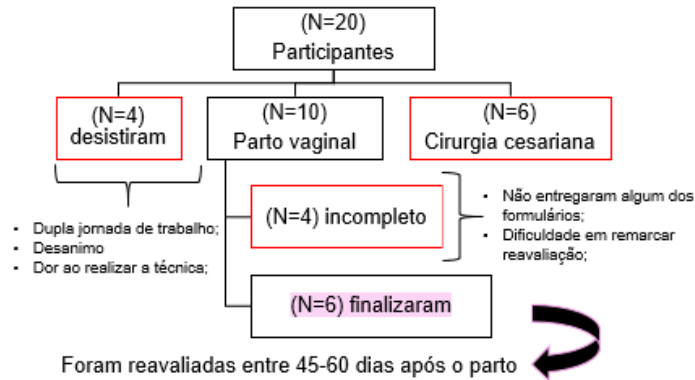 (N=20)
Participantes
(N=4)
desistiram
(N=10)
Parto vaginal
(N=6)
Cirurgia cesariana
• Dupla jornada de trabalho;
• Desanimo
• Dor ao realizar a técnica;
(N=4) incompleto
• Não entregaram algum dos
formulários;
• Dificuldade em remarcar
reavaliação;
(N=6) finalizaram
Foram reavaliadas entre 45-60 dias após o parto